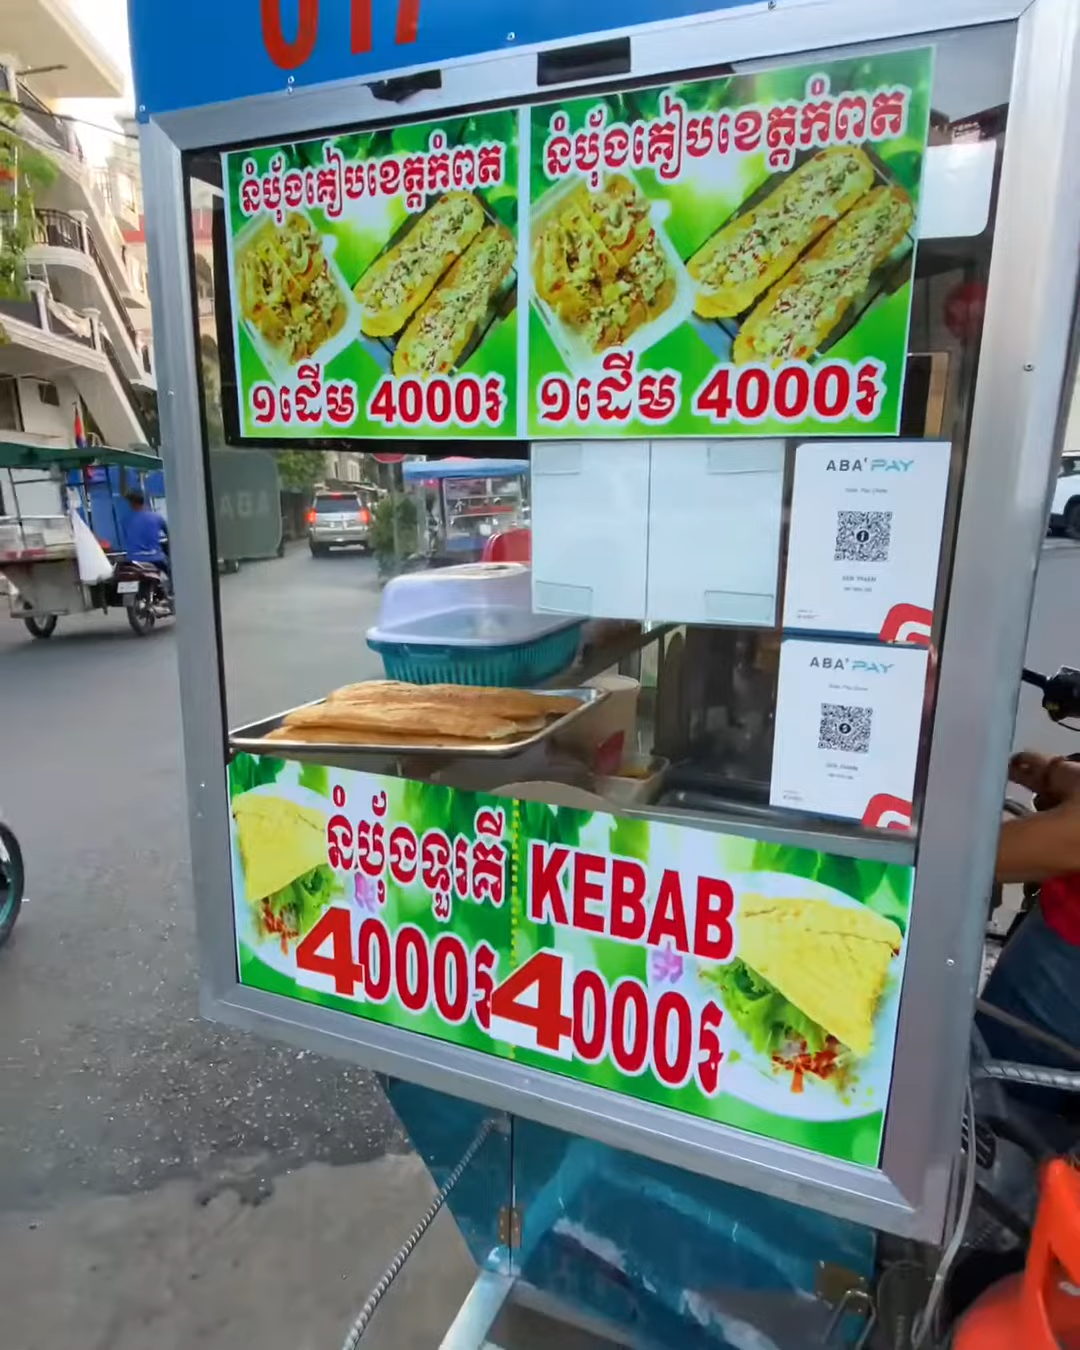 017
នំបុ័ងគៀបខេត្តកំពត
១ដើម 4000៛
នំបុ័ងគៀបខេត្តកំពត
១ដើម 4000៛
ABA' PAY
ABA' PAY
នំបុ័ងទួរគី
4000៛
KEBAB
4000៛